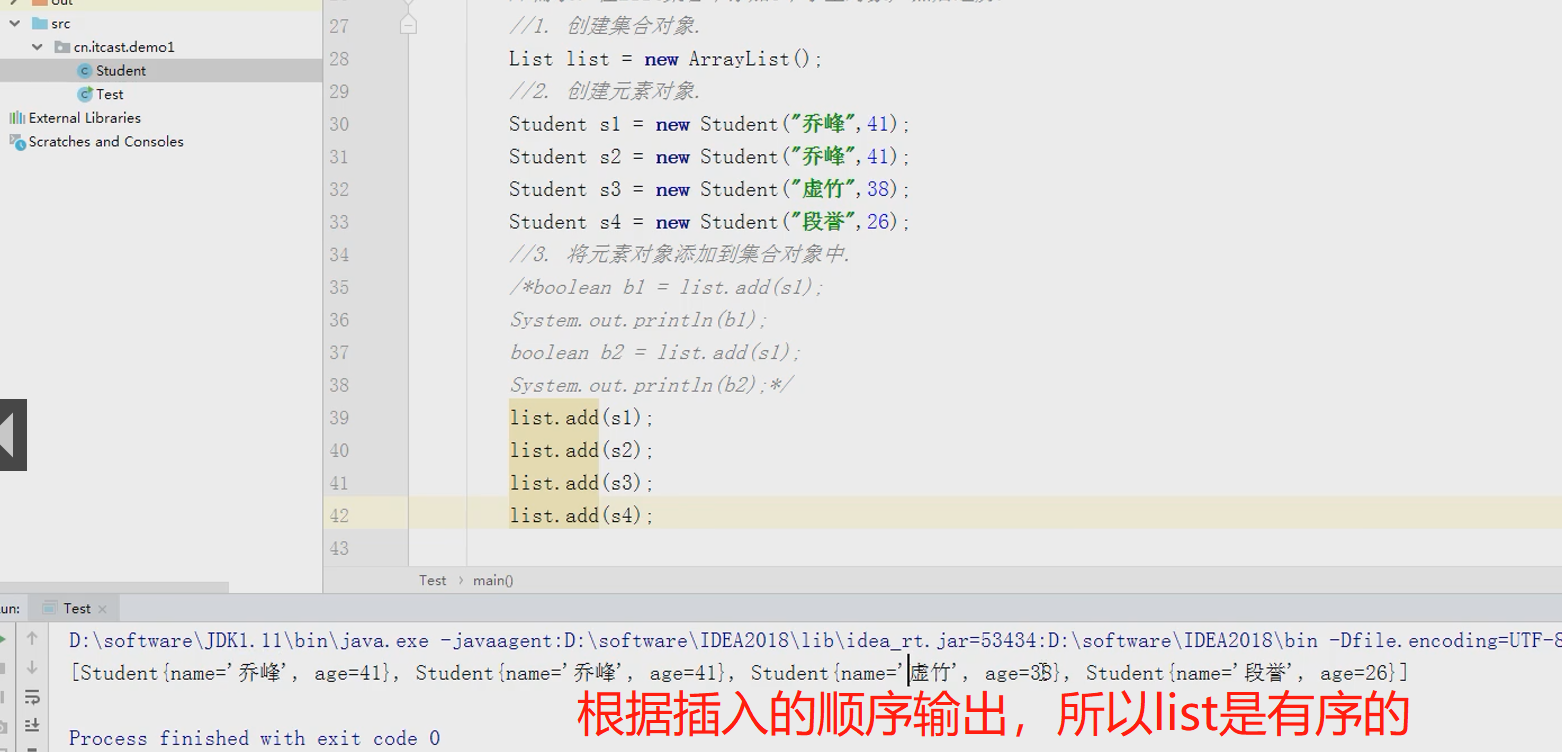 out
src
cn.itcast.demo1
Student
Test
External Libraries
Scratches and Consoles
27 //1. 创建集合对象.
28 List list = new ArrayList();
29 //2. 创建元素对象.
30 Student s1 = new Student("乔峰",41);
31 Student s2 = new Student("乔峰",41);
32 Student s3 = new Student("虚竹",38);
33 Student s4 = new Student("段誉",26);
34 //3. 将元素对象添加到集合对象中.
35 /*boolean b1 = list.add(s1);
36 System.out.println(b1);
37 boolean b2 = list.add(s1);
38 System.out.println(b2);*/
39 list.add(s1);
40 list.add(s2);
41 list.add(s3);
42 list.add(s4);
43
Test › main()
un: Test ×
D:\software\JDK1.11\bin\java.exe -javaagent:D:\software\IDEA2018\lib\idea_rt.jar=53434:D:\software\IDEA2018\bin -Dfile.encoding=UTF-8
[Student{name='乔峰', age=41}, Student{name='乔峰', age=41}, Student{name='虚竹', age=38}, Student{name='段誉', age=26}]
根据插入的顺序输出，所以list是有序的
Process finished with exit code 0